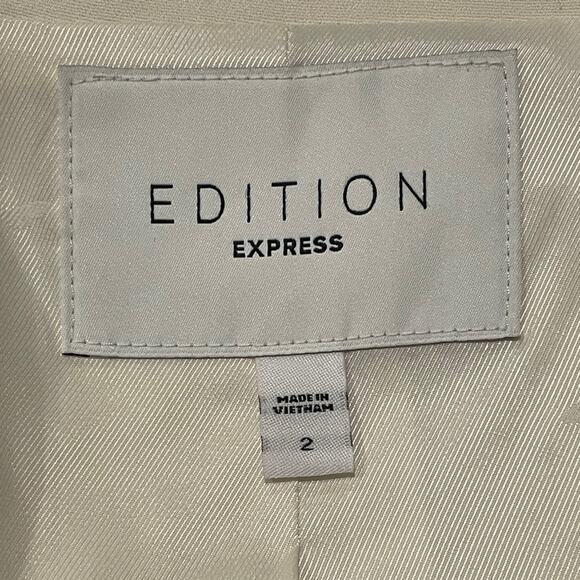 EDITION
EXPRESS
MADE IN
VIETNAM
2